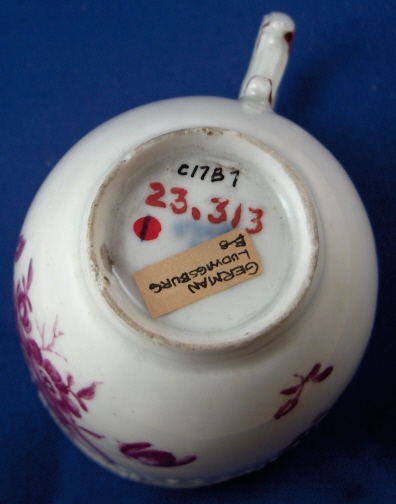 C17B7
23.313
GERMAN
LUDWIGSBURG
B-8